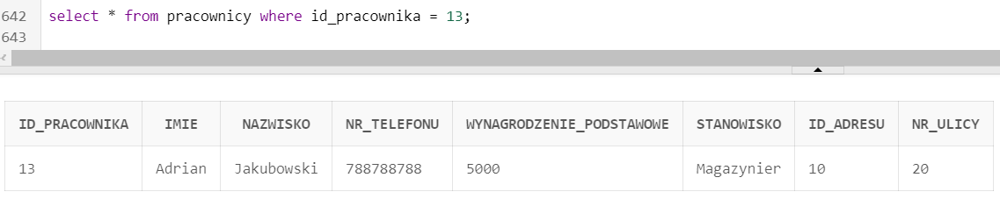 642 select * from pracownicy where id_pracownika = 13;
643
ID_PRACOWNIKA IMIE NAZWISKO NR_TELEFONU WYNAGRODZENIE_PODSTAWOWE STANOWISKO ID_ADRESU NR_ULICY
13 Adrian Jakubowski 788788788 5000 Magazynier 10 20